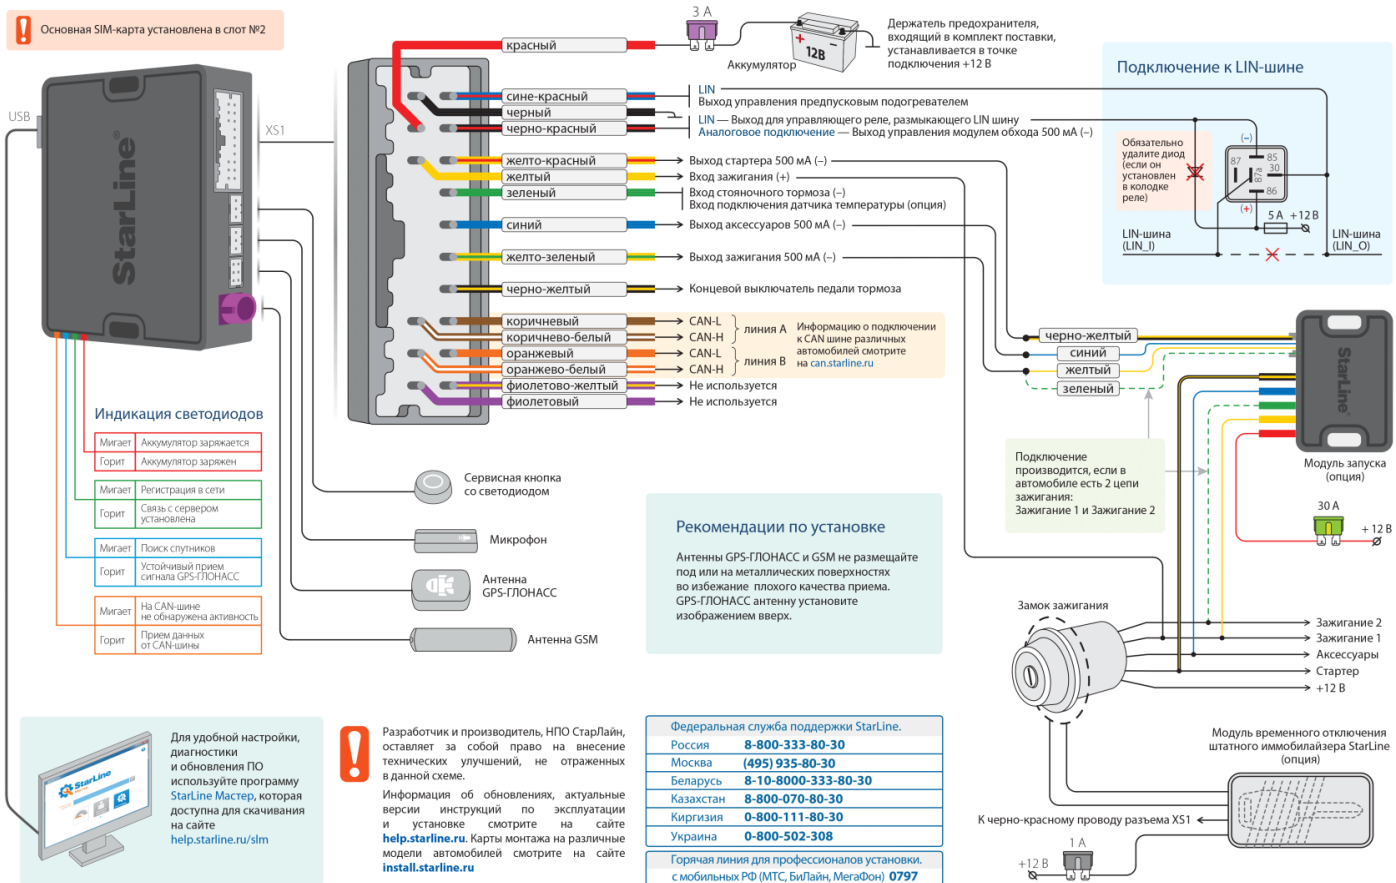 Основная SIM-карта установлена в слот №2
USB
StarLine
XS1
3 А
Аккумулятор
12В
Держатель предохранителя,
входящий в комплект поставки,
устанавливается в точке
подключения +12 В
красный
сине-красный
черный
черно-красный
желто-красный
желтый
зеленый
синий
желто-зеленый
черно-желтый
коричневый
коричнево-белый
оранжевый
оранжево-белый
фиолетово-желтый
фиолетовый
LIN
Выход управления предпусковым подогревателем
LIN — Выход для управляющего реле, размыкающего LIN шину
Аналоговое подключение — Выход управления модулем обхода 500 мА (–)
Выход стартера 500 мА (–)
Вход зажигания (+)
Вход стояночного тормоза (–)
Вход подключения датчика температуры (опция)
Выход аксессуаров 500 мА (–)
Выход зажигания 500 мА (–)
Концевой выключатель педали тормоза
CAN-L
CAN-H
линия А
CAN-L
CAN-H
линия В
Информацию о подключении
к CAN шине различных
автомобилей смотрите
на can.starline.ru
Не используется
Не используется
Подключение к LIN-шине
Обязательно
удалите диод
(если он
установлен
в колодке
реле)
(–)
87
85
30
87а
86
(+)
5 А
+12 В
LIN-шина
(LIN_I)
LIN-шина
(LIN_O)
черно-желтый
синий
желтый
зеленый
StarLine
Модуль запуска
(опция)
Подключение
производится, если в
автомобиле есть 2 цепи
зажигания:
Зажигание 1 и Зажигание 2
30 А
+ 12 В
Индикация светодиодов
Мигает Аккумулятор заряжается
Горит Аккумулятор заряжен
Мигает Регистрация в сети
Горит Связь с сервером
установлена
Мигает Поиск спутников
Горит Устойчивый прием
сигнала GPS-ГЛОНАСС
Мигает На CAN-шине
не обнаружена активность
Горит Прием данных
от CAN-шины
Сервисная кнопка
со светодиодом
Микрофон
Антенна
GPS-ГЛОНАСС
Антенна GSM
Рекомендации по установке
Антенны GPS-ГЛОНАСС и GSM не размещайте
под или на металлических поверхностях
во избежание плохого качества приема.
GPS-ГЛОНАСС антенну установите
изображением вверх.
Замок зажигания
Зажигание 2
Зажигание 1
Аксессуары
Стартер
+12 В
Модуль временного отключения
штатного иммобилайзера StarLine
(опция)
К черно-красному проводу разъема XS1
1 А
+12 В
StarLine
Для удобной настройки,
диагностики
и обновления ПО
используйте программу
StarLine Мастер, которая
доступна для скачивания
на сайте
help.starline.ru/slm
Разработчик и производитель, НПО СтарЛайн,
оставляет за собой право на внесение
технических улучшений, не отраженных
в данной схеме.
Информация об обновлениях, актуальные
версии инструкций по эксплуатации
и установке смотрите на сайте
help.starline.ru. Карты монтажа на различные
модели автомобилей смотрите на сайте
install.starline.ru
Федеральная служба поддержки StarLine.
Россия 8-800-333-80-30
Москва (495) 935-80-30
Беларусь 8-10-8000-333-80-30
Казахстан 8-800-070-80-30
Киргизия 0-800-111-80-30
Украина 0-800-502-308
Горячая линия для профессионалов установки.
с мобильных РФ (МТС, БиЛайн, МегаФон) 0797